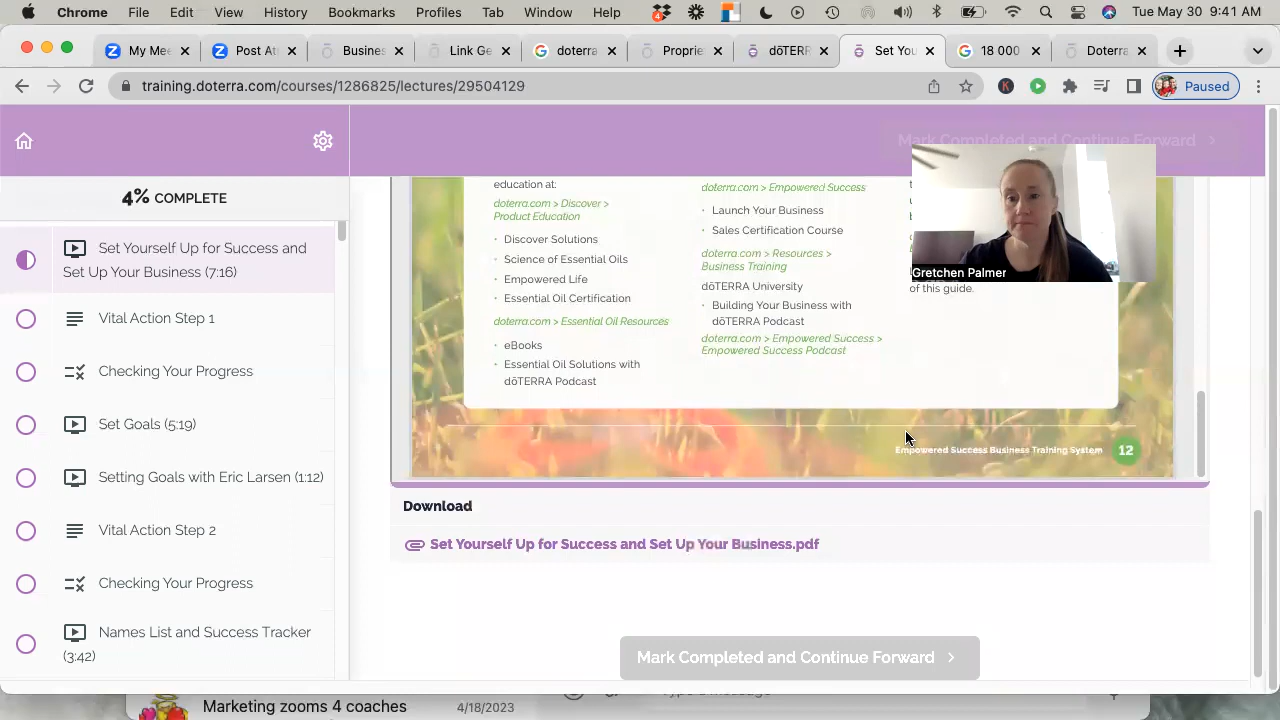 Chrome File Edit View History Bookmarks Profiles Tab Window Help
4
Tue May 30 9:41 AM
My Mee
Post At
Busines
Link Ge
doterra
Proprie
dōTERR
Set You
18 000
Doterra
training.doterra.com/courses/1286825/lectures/29504129
K
Paused
Mark Completed and Continue Forward
4% COMPLETE
Set Yourself Up for Success and
Set Up Your Business (7:16)
Vital Action Step 1
Checking Your Progress
Set Goals (5:19)
Setting Goals with Eric Larsen (1:12)
Vital Action Step 2
Checking Your Progress
Names List and Success Tracker
(3:42)
education at:
doterra.com > Discover >
Product Education
• Discover Solutions
• Science of Essential Oils
• Empowered Life
• Essential Oil Certification
doterra.com > Essential Oil Resources
• eBooks
• Essential Oil Solutions with
dōTERRA Podcast
doterra.com > Empowered Success
• Launch Your Business
• Sales Certification Course
doterra.com > Resources >
Business Training
dōTERRA University
• Building Your Business with
dōTERRA Podcast
doterra.com > Empowered Success >
Empowered Success Podcast
of this guide.
Gretchen Palmer
Empowered Success Business Training System 12
Download
Set Yourself Up for Success and Set Up Your Business.pdf
Mark Completed and Continue Forward
Marketing zooms 4 coaches
4/18/2023
Type a message